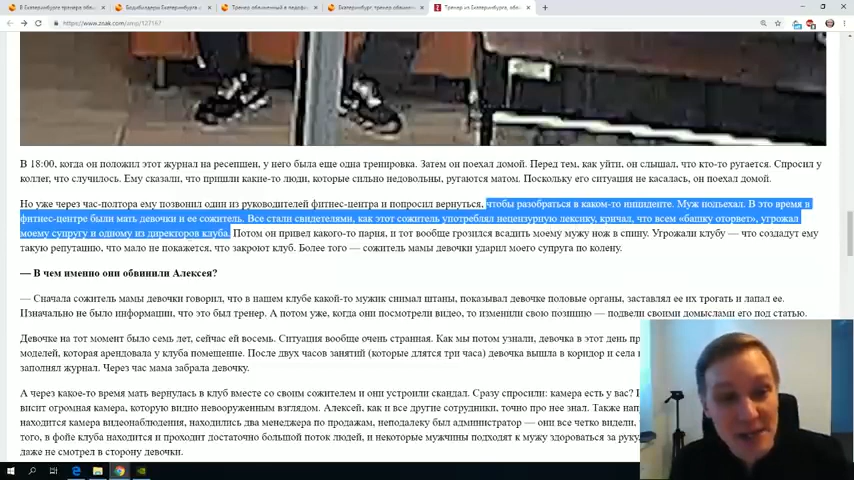 В Екатеринбурге тренера обви
Бодибилдеры Екатеринбурга
Тренер обвиненный в педоф
Екатеринбург: тренер обвинен
Тренер из Екатеринбурга, обв
https://www.znak.com/amp/127167
В 18:00, когда он положил этот журнал на ресепшен, у него была еще одна тренировка. Затем он поехал домой. Перед тем, как уйти, он слышал, что кто-то ругается. Спросил у
коллег, что случилось. Ему сказали, что пришли какие-то люди, которые сильно недовольны, ругаются матом. Поскольку его ситуация не касалась, он поехал домой.
Но уже через час-полтора ему позвонил один из руководителей фитнес-центра и попросил вернуться, чтобы разобраться в каком-то инциденте. Муж подъехал. В это время в
фитнес-центре были мать девочки и ее сожитель. Все стали свидетелями, как этот сожитель употреблял нецензурную лексику, кричал, что всем «башку оторвет», угрожал
моему супругу и одному из директоров клуба. Потом он привел какого-то парня, и тот вообще грозился всадить моему мужу нож в спину. Угрожали клубу — что создадут ему
такую репутацию, что мало не покажется, что закроют клуб. Более того — сожитель мамы девочки ударил моего супруга по колену.
— В чем именно они обвинили Алексея?
— Сначала сожитель мамы девочки говорил, что в нашем клубе какой-то мужик снимал штаны, показывал девочке половые органы, заставлял ее их трогать и лапал ее.
Изначально не было информации, что это был тренер. А потом уже, когда они посмотрели видео, то изменили свою позицию — подвели своими домыслами его под статью.
Девочке на тот момент было семь лет, сейчас ей восемь. Ситуация вообще очень странная. Как мы потом узнали, девочка в этот день
моделей, которая арендовала у клуба помещение. После двух часов занятий (которые длятся три часа) девочка вышла в коридор и села
заполнял журнал. Через час мама забрала девочку.
А через какое-то время мать вернулась в клуб вместе со своим сожителем и они устроили скандал. Сразу спросили: камера есть у вас?
висит огромная камера, которую видно невооруженным взглядом. Алексей, как и все другие сотрудники, точно про нее знал. Также
находится камера видеонаблюдения, находились два менеджера по продажам, неподалеку был администратор — они все четко видели,
того, в фойе клуба находится и проходит достаточно большой поток людей, и некоторые мужчины подходят к мужу здороваться за руку,
даже не смотрел в сторону девочки.